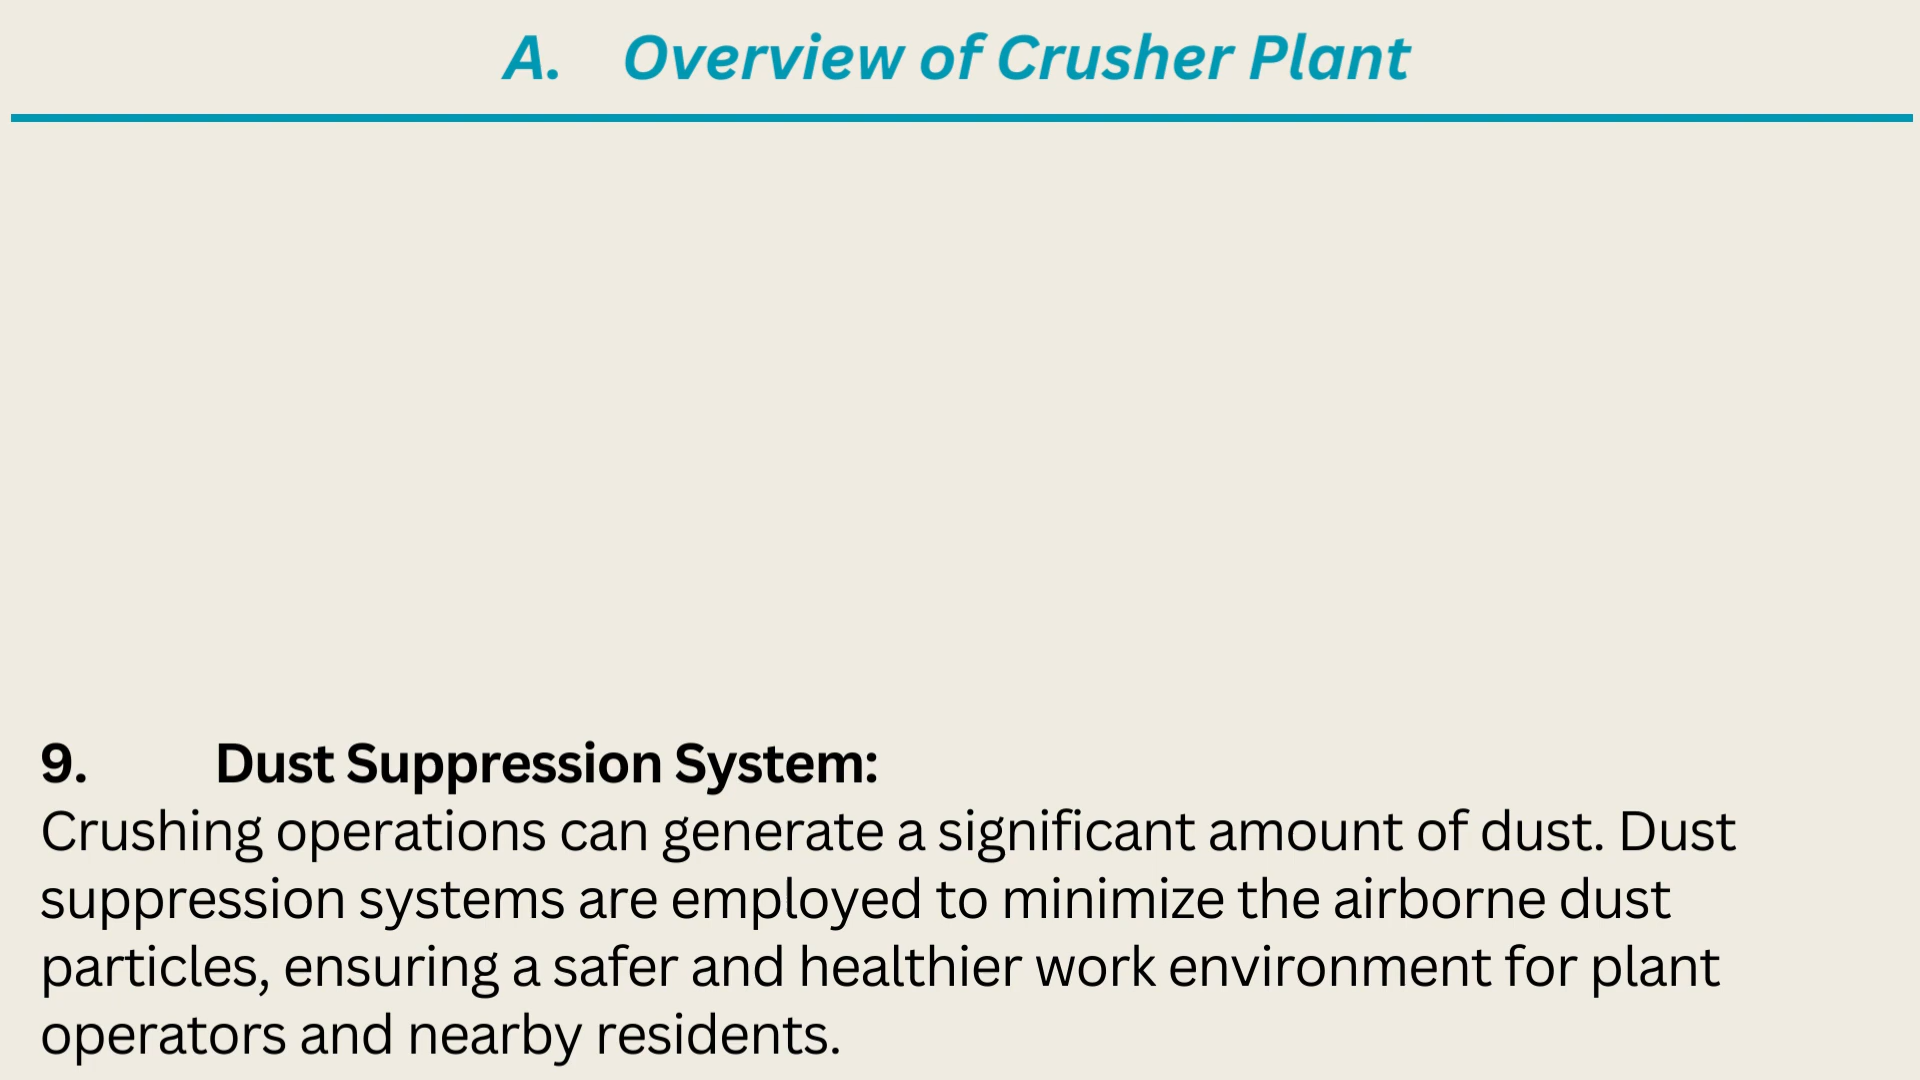 A. Overview of Crusher Plant
9. Dust Suppression System:
Crushing operations can generate a significant amount of dust. Dust
suppression systems are employed to minimize the airborne dust
particles, ensuring a safer and healthier work environment for plant
operators and nearby residents.